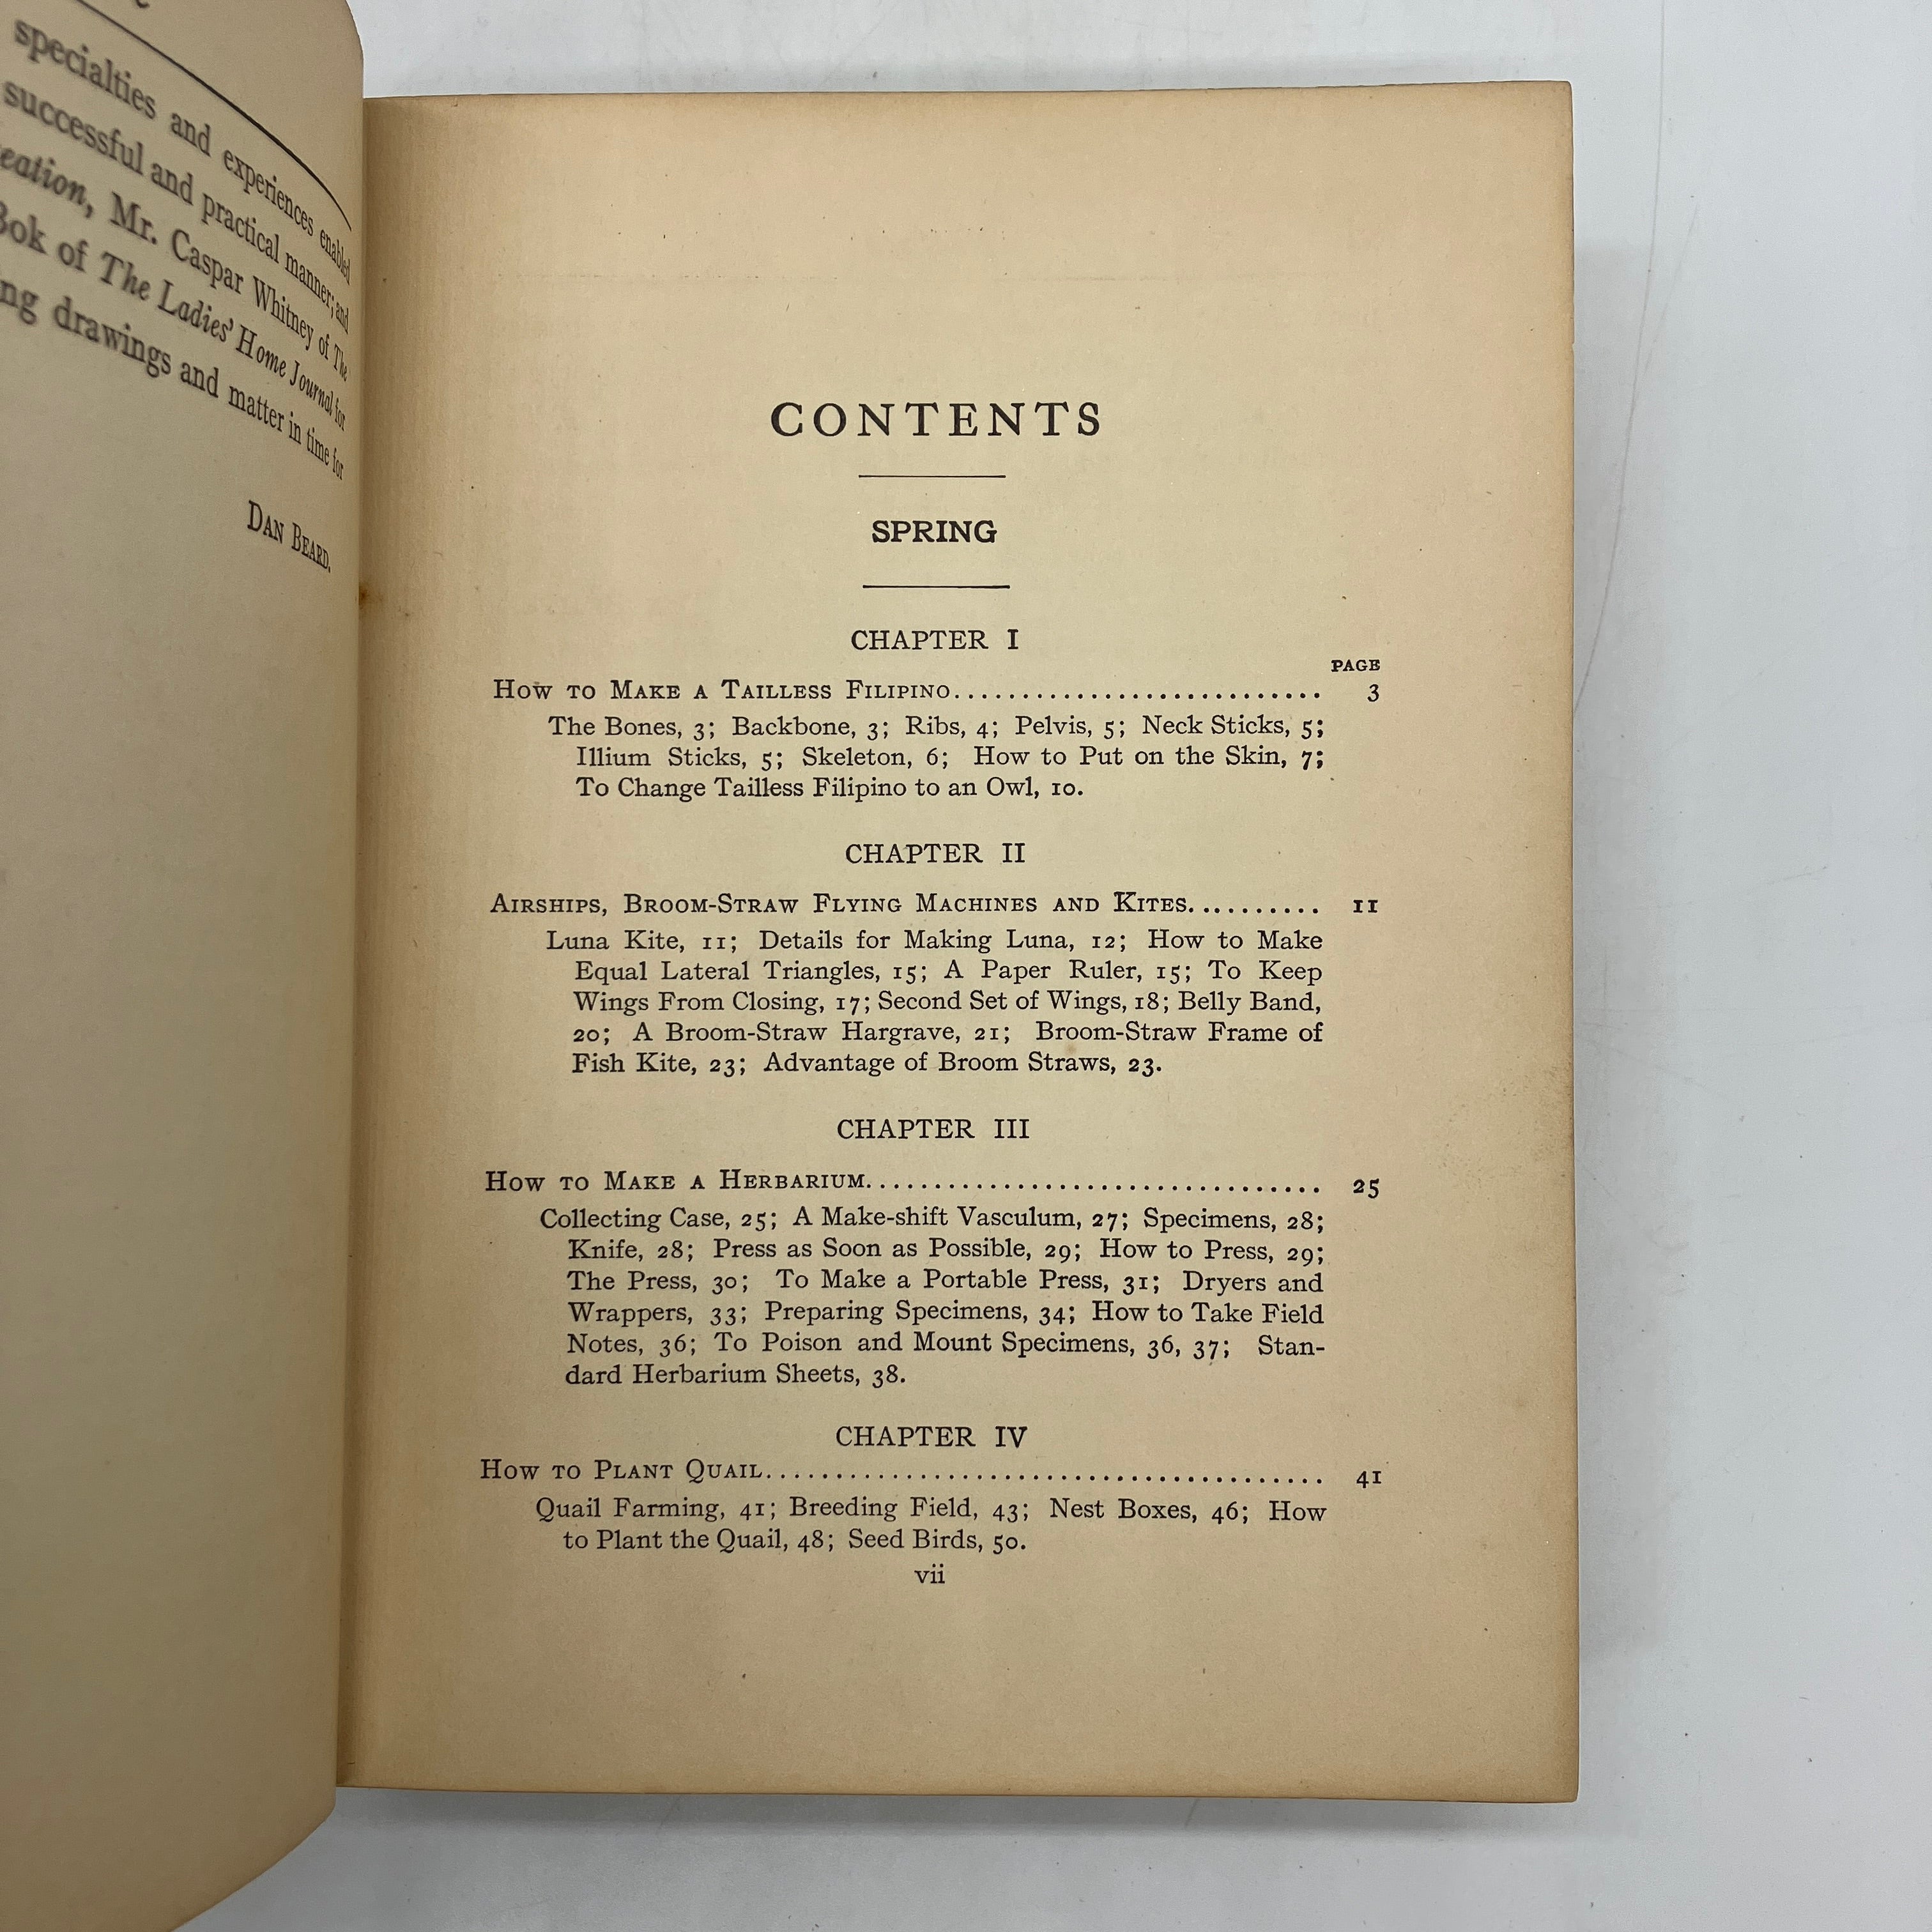 specialties and experiences enabled
successful and practical manner; and
Mr. Caspar Whitney of The
Bok of The Ladies' Home Journal for
drawings and matter in time for
DAN BEARD.
CONTENTS
SPRING
CHAPTER I
PAGE
HOW TO MAKE A TAILLESS FILIPINO........................... 3
The Bones, 3; Backbone, 3; Ribs, 4; Pelvis, 5; Neck Sticks, 5;
Illium Sticks, 5; Skeleton, 6; How to Put on the Skin, 7;
To Change Tailless Filipino to an Owl, 10.
CHAPTER II
AIRSHIPS, BROOM-STRAW FLYING MACHINES AND KITES.......... 11
Luna Kite, 11; Details for Making Luna, 12; How to Make
Equal Lateral Triangles, 15; A Paper Ruler, 15; To Keep
Wings From Closing, 17; Second Set of Wings, 18; Belly Band,
20; A Broom-Straw Hargrave, 21; Broom-Straw Frame of
Fish Kite, 23; Advantage of Broom Straws, 23.
CHAPTER III
HOW TO MAKE A HERBARIUM.................................. 25
Collecting Case, 25; A Make-shift Vasculum, 27; Specimens, 28;
Knife, 28; Press as Soon as Possible, 29; How to Press, 29;
The Press, 30; To Make a Portable Press, 31; Dryers and
Wrappers, 33; Preparing Specimens, 34; How to Take Field
Notes, 36; To Poison and Mount Specimens, 36, 37; Stan-
dard Herbarium Sheets, 38.
CHAPTER IV
HOW TO PLANT QUAIL......................................... 41
Quail Farming, 41; Breeding Field, 43; Nest Boxes, 46; How
to Plant the Quail, 48; Seed Birds, 50.
vii